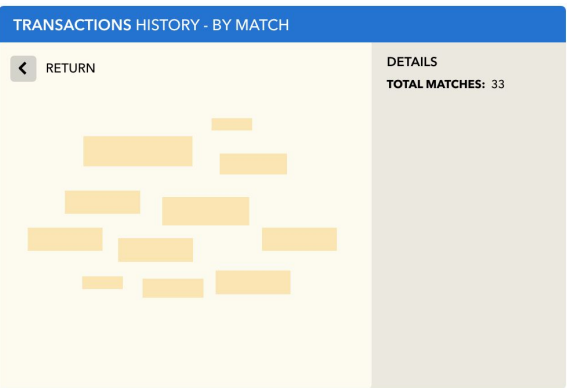 TRANSACTIONS HISTORY - BY MATCH
RETURN
DETAILS
TOTAL MATCHES: 33